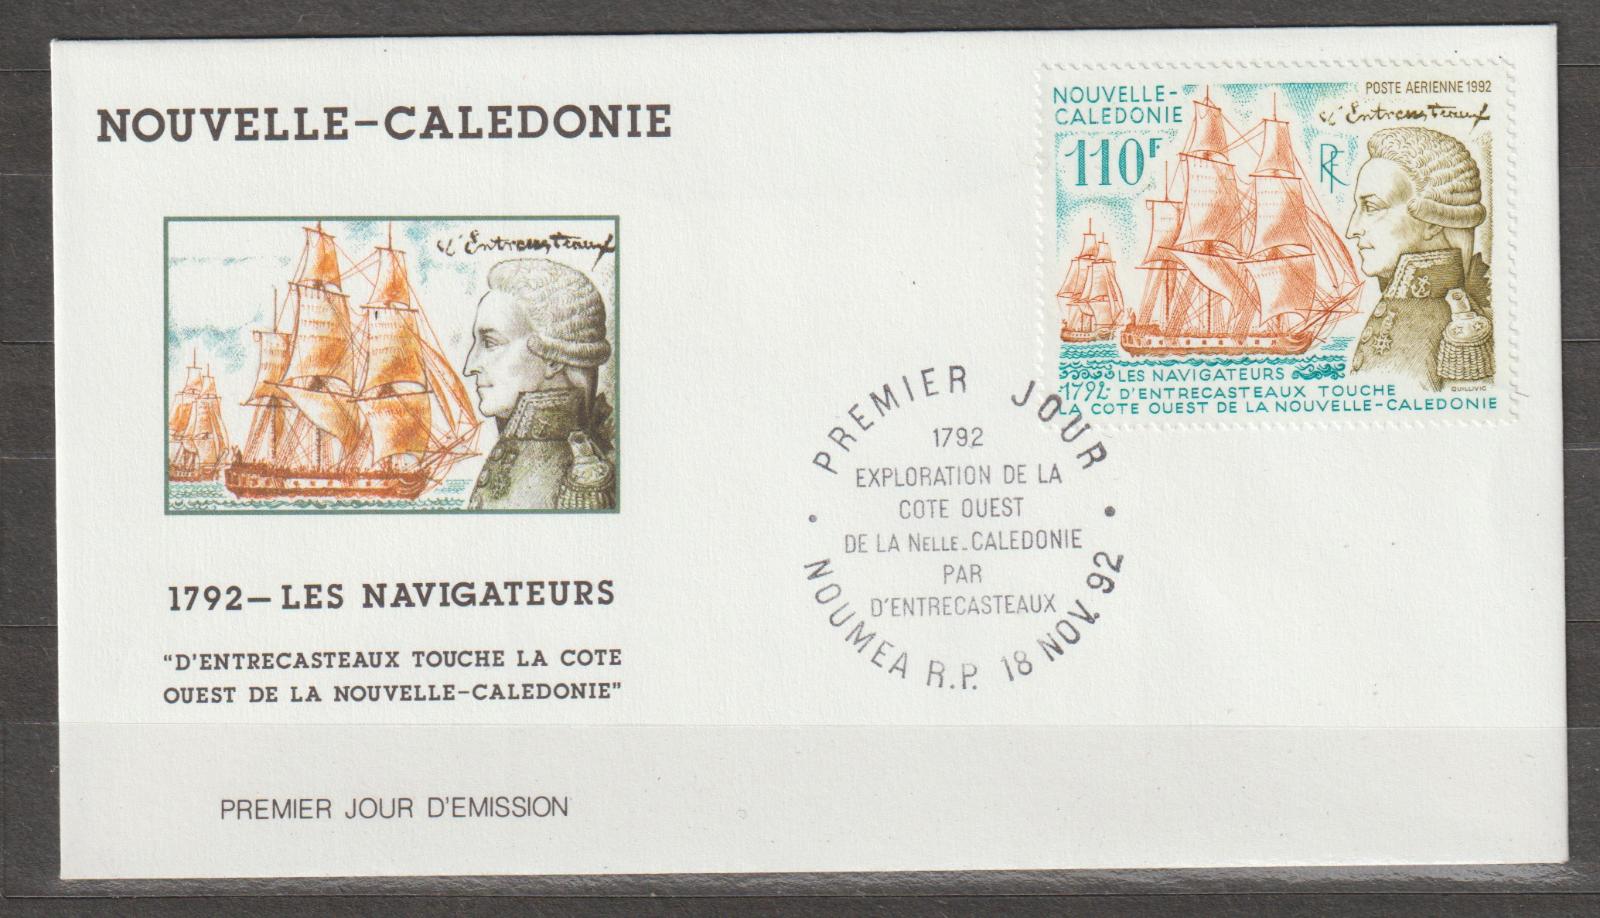 NOUVELLE-CALEDONIE
d'Entrecasteaux
1792-LES NAVIGATEURS
"D'ENTRECASTEAUX TOUCHE LA COTE
OUEST DE LA NOUVELLE-CALEDONIE"
PREMIER JOUR D'EMISSION
POSTE AERIENNE 1992
NOUVELLE-
CALEDONIE
110F
d'Entrecasteaux
RF
LES NAVIGATEURS
QUILLIVIC
1792 D'ENTRECASTEAUX TOUCHE
LA COTE OUEST DE LA NOUVELLE-CALEDONIE
PREMIER JOUR
1792
EXPLORATION DE LA
COTE OUEST
DE LA NELLE-CALEDONIE
PAR
D'ENTRECASTEAUX
NOUMEA R.P. 18 NOV. 92